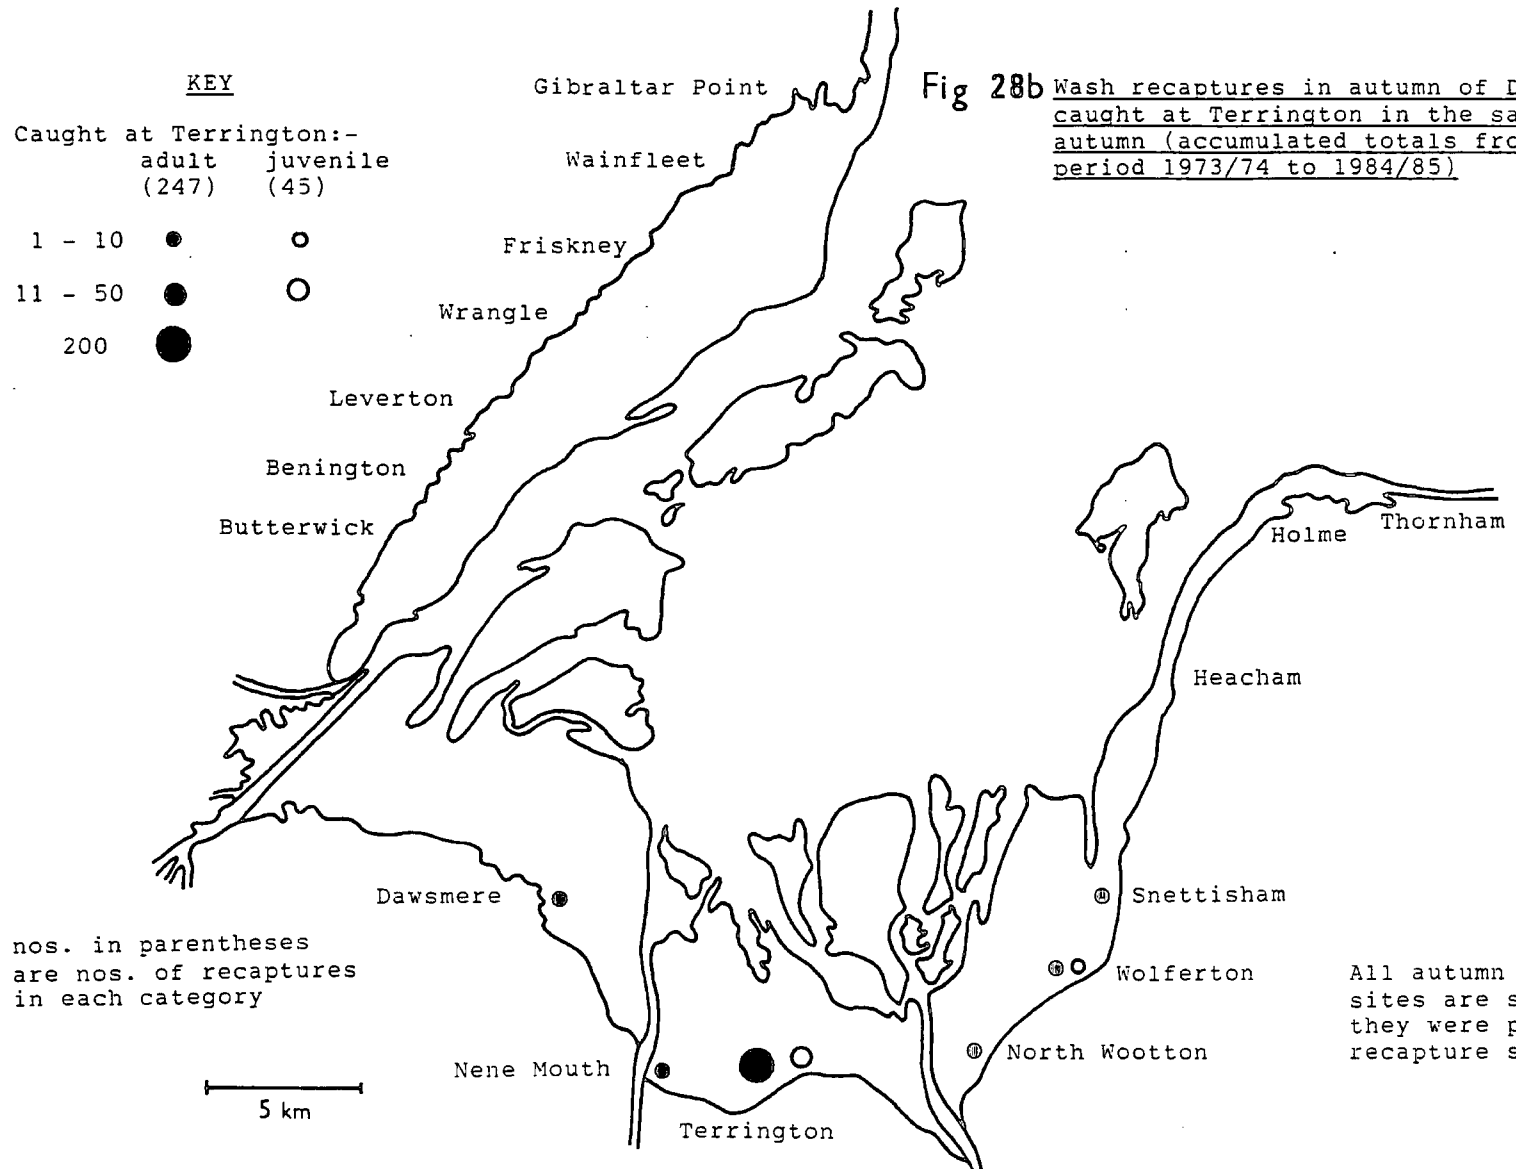 KEY
Caught at Terrington:-
adult juvenile
(247) (45)
1 - 10
11 - 50
200
Fig 28b Wash recaptures in autumn of D
caught at Terrington in the sa
autumn (accumulated totals fro
period 1973/74 to 1984/85)
Gibraltar Point
Wainfleet
Friskney
Wrangle
Leverton
Benington
Butterwick
Holme
Thornham
Heacham
Dawsmere
Snettisham
nos. in parentheses
are nos. of recaptures
in each category
Wolferton
All autumn
sites are s
they were p
recapture s
North Wootton
Nene Mouth
5 km
Terrington